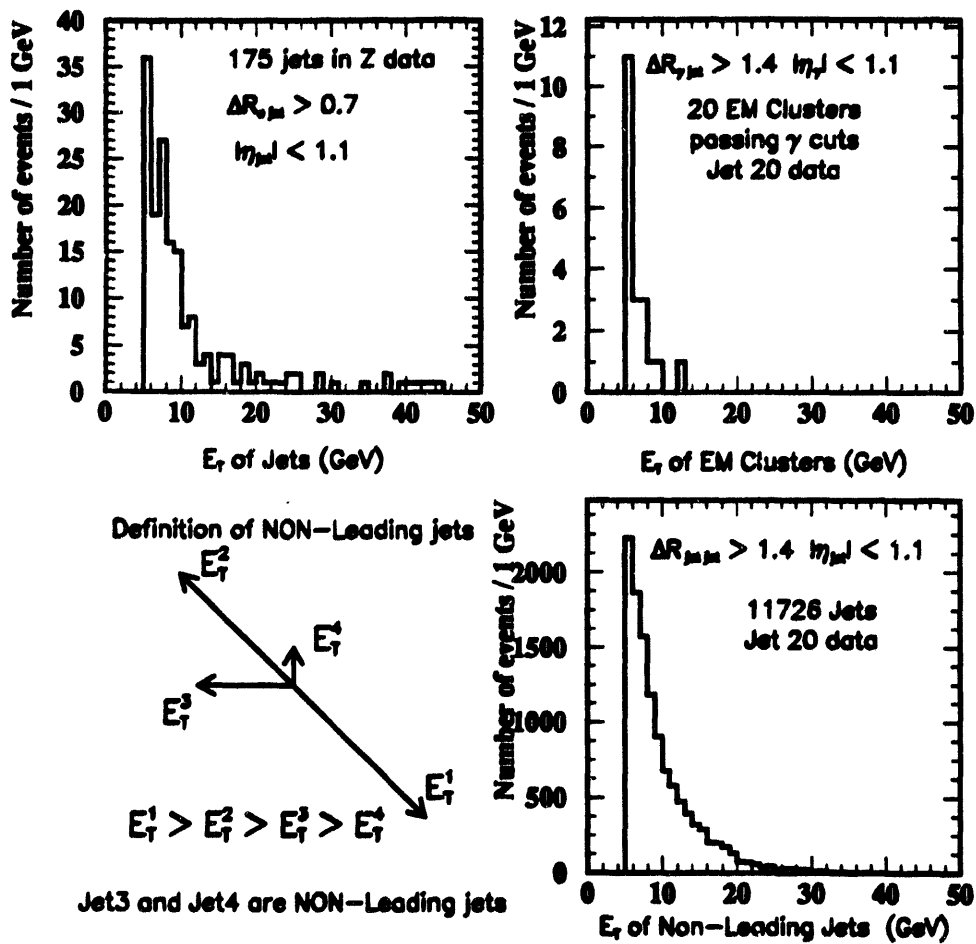 40
35
30
25
20
15
10
5
0
Number of events / 1 GeV
175 jets in Z data
ΔR_e jet > 0.7
|η_jet| < 1.1
0 10 20 30 40 50
E_T of Jets (GeV)
12
10
8
6
4
2
0
Number of events / 1 GeV
ΔR_γ jet > 1.4 |η_γ| < 1.1
20 EM Clusters
passing γ cuts
Jet 20 data
0 10 20 30 40 50
E_T of EM Clusters (GeV)
Definition of NON-Leading jets
E_T^2
E_T^4
E_T^3
E_T^1
E_T^1 > E_T^2 > E_T^3 > E_T^4
Jet3 and Jet4 are NON-Leading jets
2000
1500
1000
500
0
Number of events / 1 GeV
ΔR_jet jet > 1.4 |η_jet| < 1.1
11726 Jets
Jet 20 data
0 10 20 30 40 50
E_T of Non-Leading Jets (GeV)